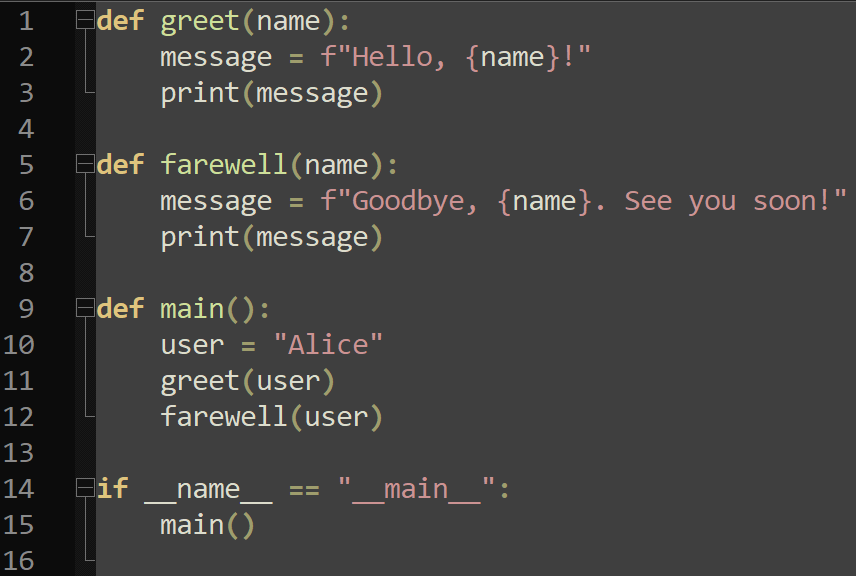 1 def greet(name):
2     message = f"Hello, {name}!"
3     print(message)
4
5 def farewell(name):
6     message = f"Goodbye, {name}. See you soon!"
7     print(message)
8
9 def main():
10     user = "Alice"
11     greet(user)
12     farewell(user)
13
14 if __name__ == "__main__":
15     main()
16